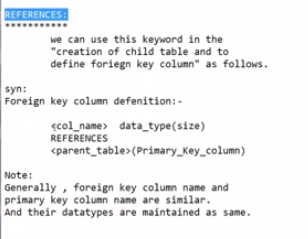 REFERENCES:
***********
we can use this keyword in the
"creation of child table and to
define foriegn key column" as follows.
syn:
Foreign key column defenition:-
<col_name> data_type(size)
REFERENCES
<parent_table>(Primary_Key_column)
Note:
Generally , foreign key column name and
primary key column name are similar.
And their datatypes are maintained as same.